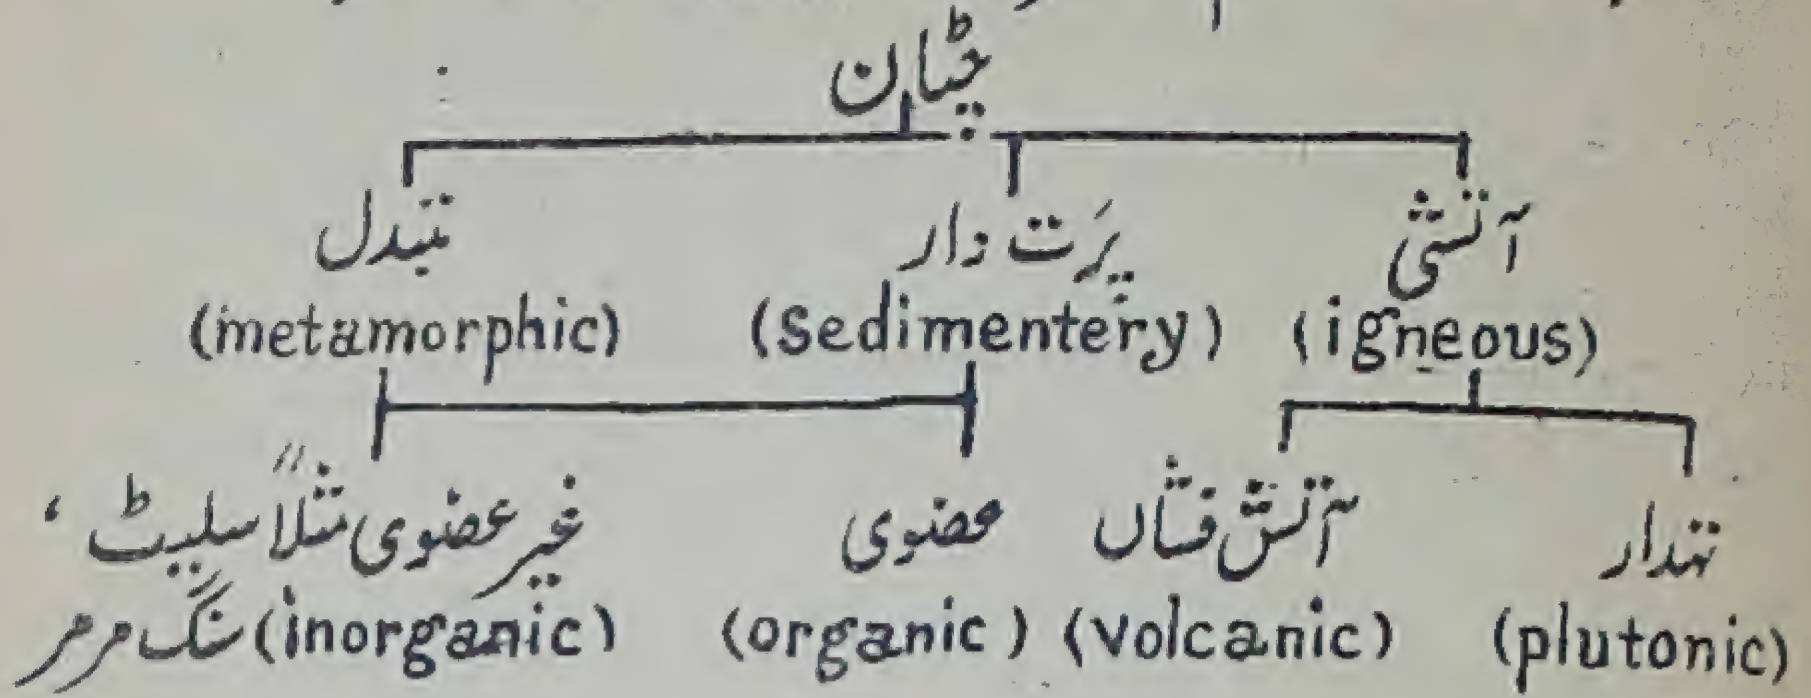 چٹان
آتشی پَرت دار متبدل
(igneous) (Sedimentery) (metamorphic)
تہدار آتش فشاں عضوی غیر عضوی مثلاً سلیٹ،
(plutonic) (volcanic) (organic) (inorganic) سنگ مرمر